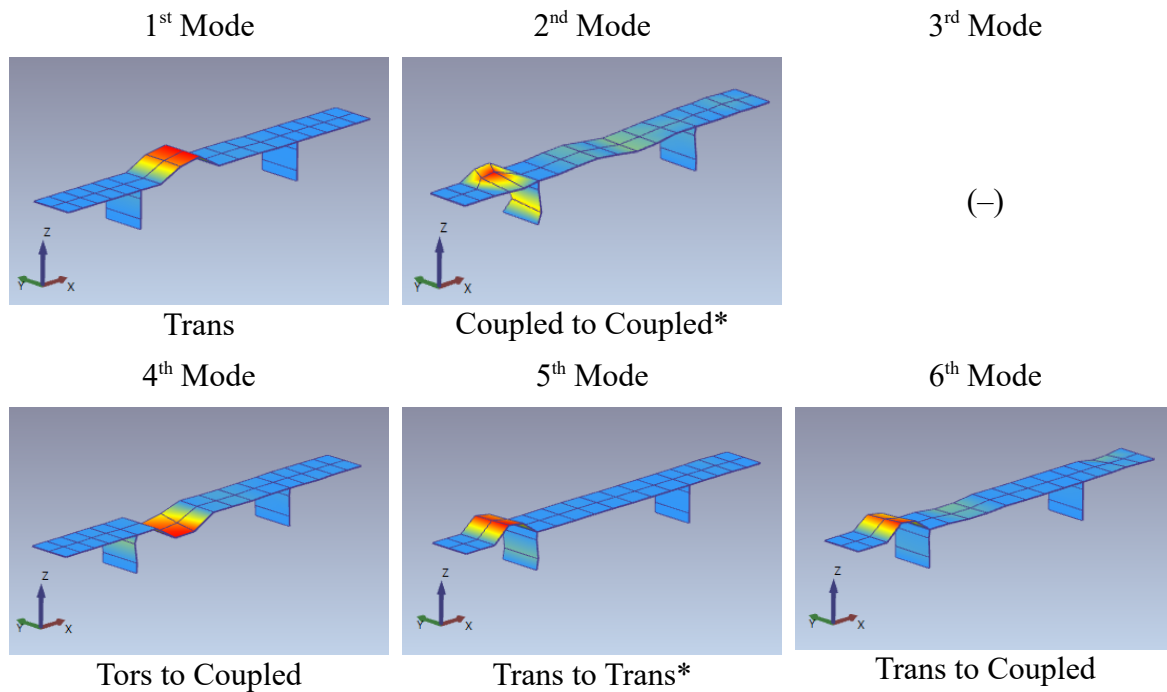 1st Mode
2nd Mode
3rd Mode
Z
Y
X
Z
Y
X
(–)
Trans
Coupled to Coupled*
4th Mode
5th Mode
6th Mode
Z
Y
X
Z
Y
X
Z
Y
X
Tors to Coupled
Trans to Trans*
Trans to Coupled